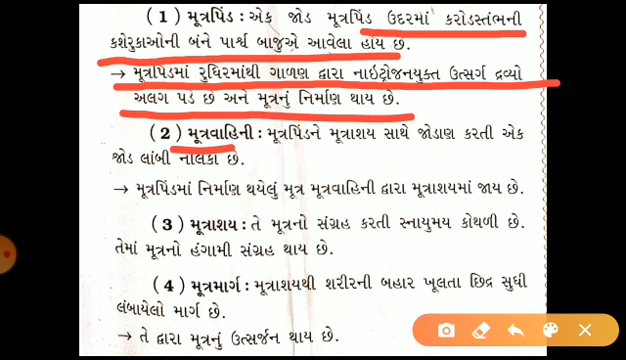 (1) મૂત્રપિંડ : એક જોડ મૂત્રપિંડ ઉદરમાં કરોડસ્તંભની
કશેરુકાઓની બંને પાર્શ્વ બાજુએ આવેલા હોય છે.
→ મૂત્રપિંડમાં રુધિરમાંથી ગાળણ દ્વારા નાઇટ્રોજનયુક્ત ઉત્સર્ગ દ્રવ્યો
અલગ પડે છે અને મૂત્રનું નિર્માણ થાય છે.
(2) મૂત્રવાહિની : મૂત્રપિંડને મૂત્રાશય સાથે જોડાણ કરતી એક
જોડ લાંબી નલિકા છે.
→ મૂત્રપિંડમાં નિર્માણ થયેલું મૂત્ર મૂત્રવાહિની દ્વારા મૂત્રાશયમાં જાય છે.
(3) મૂત્રાશય : તે મૂત્રનો સંગ્રહ કરતી સ્નાયુમય કોથળી છે.
તેમાં મૂત્રનો હંગામી સંગ્રહ થાય છે.
(4) મૂત્રમાર્ગ : મૂત્રાશયથી શરીરની બહાર ખૂલતા છિદ્ર સુધી
લંબાયેલો માર્ગ છે.
→ તે દ્વારા મૂત્રનું ઉત્સર્જન થાય છે.